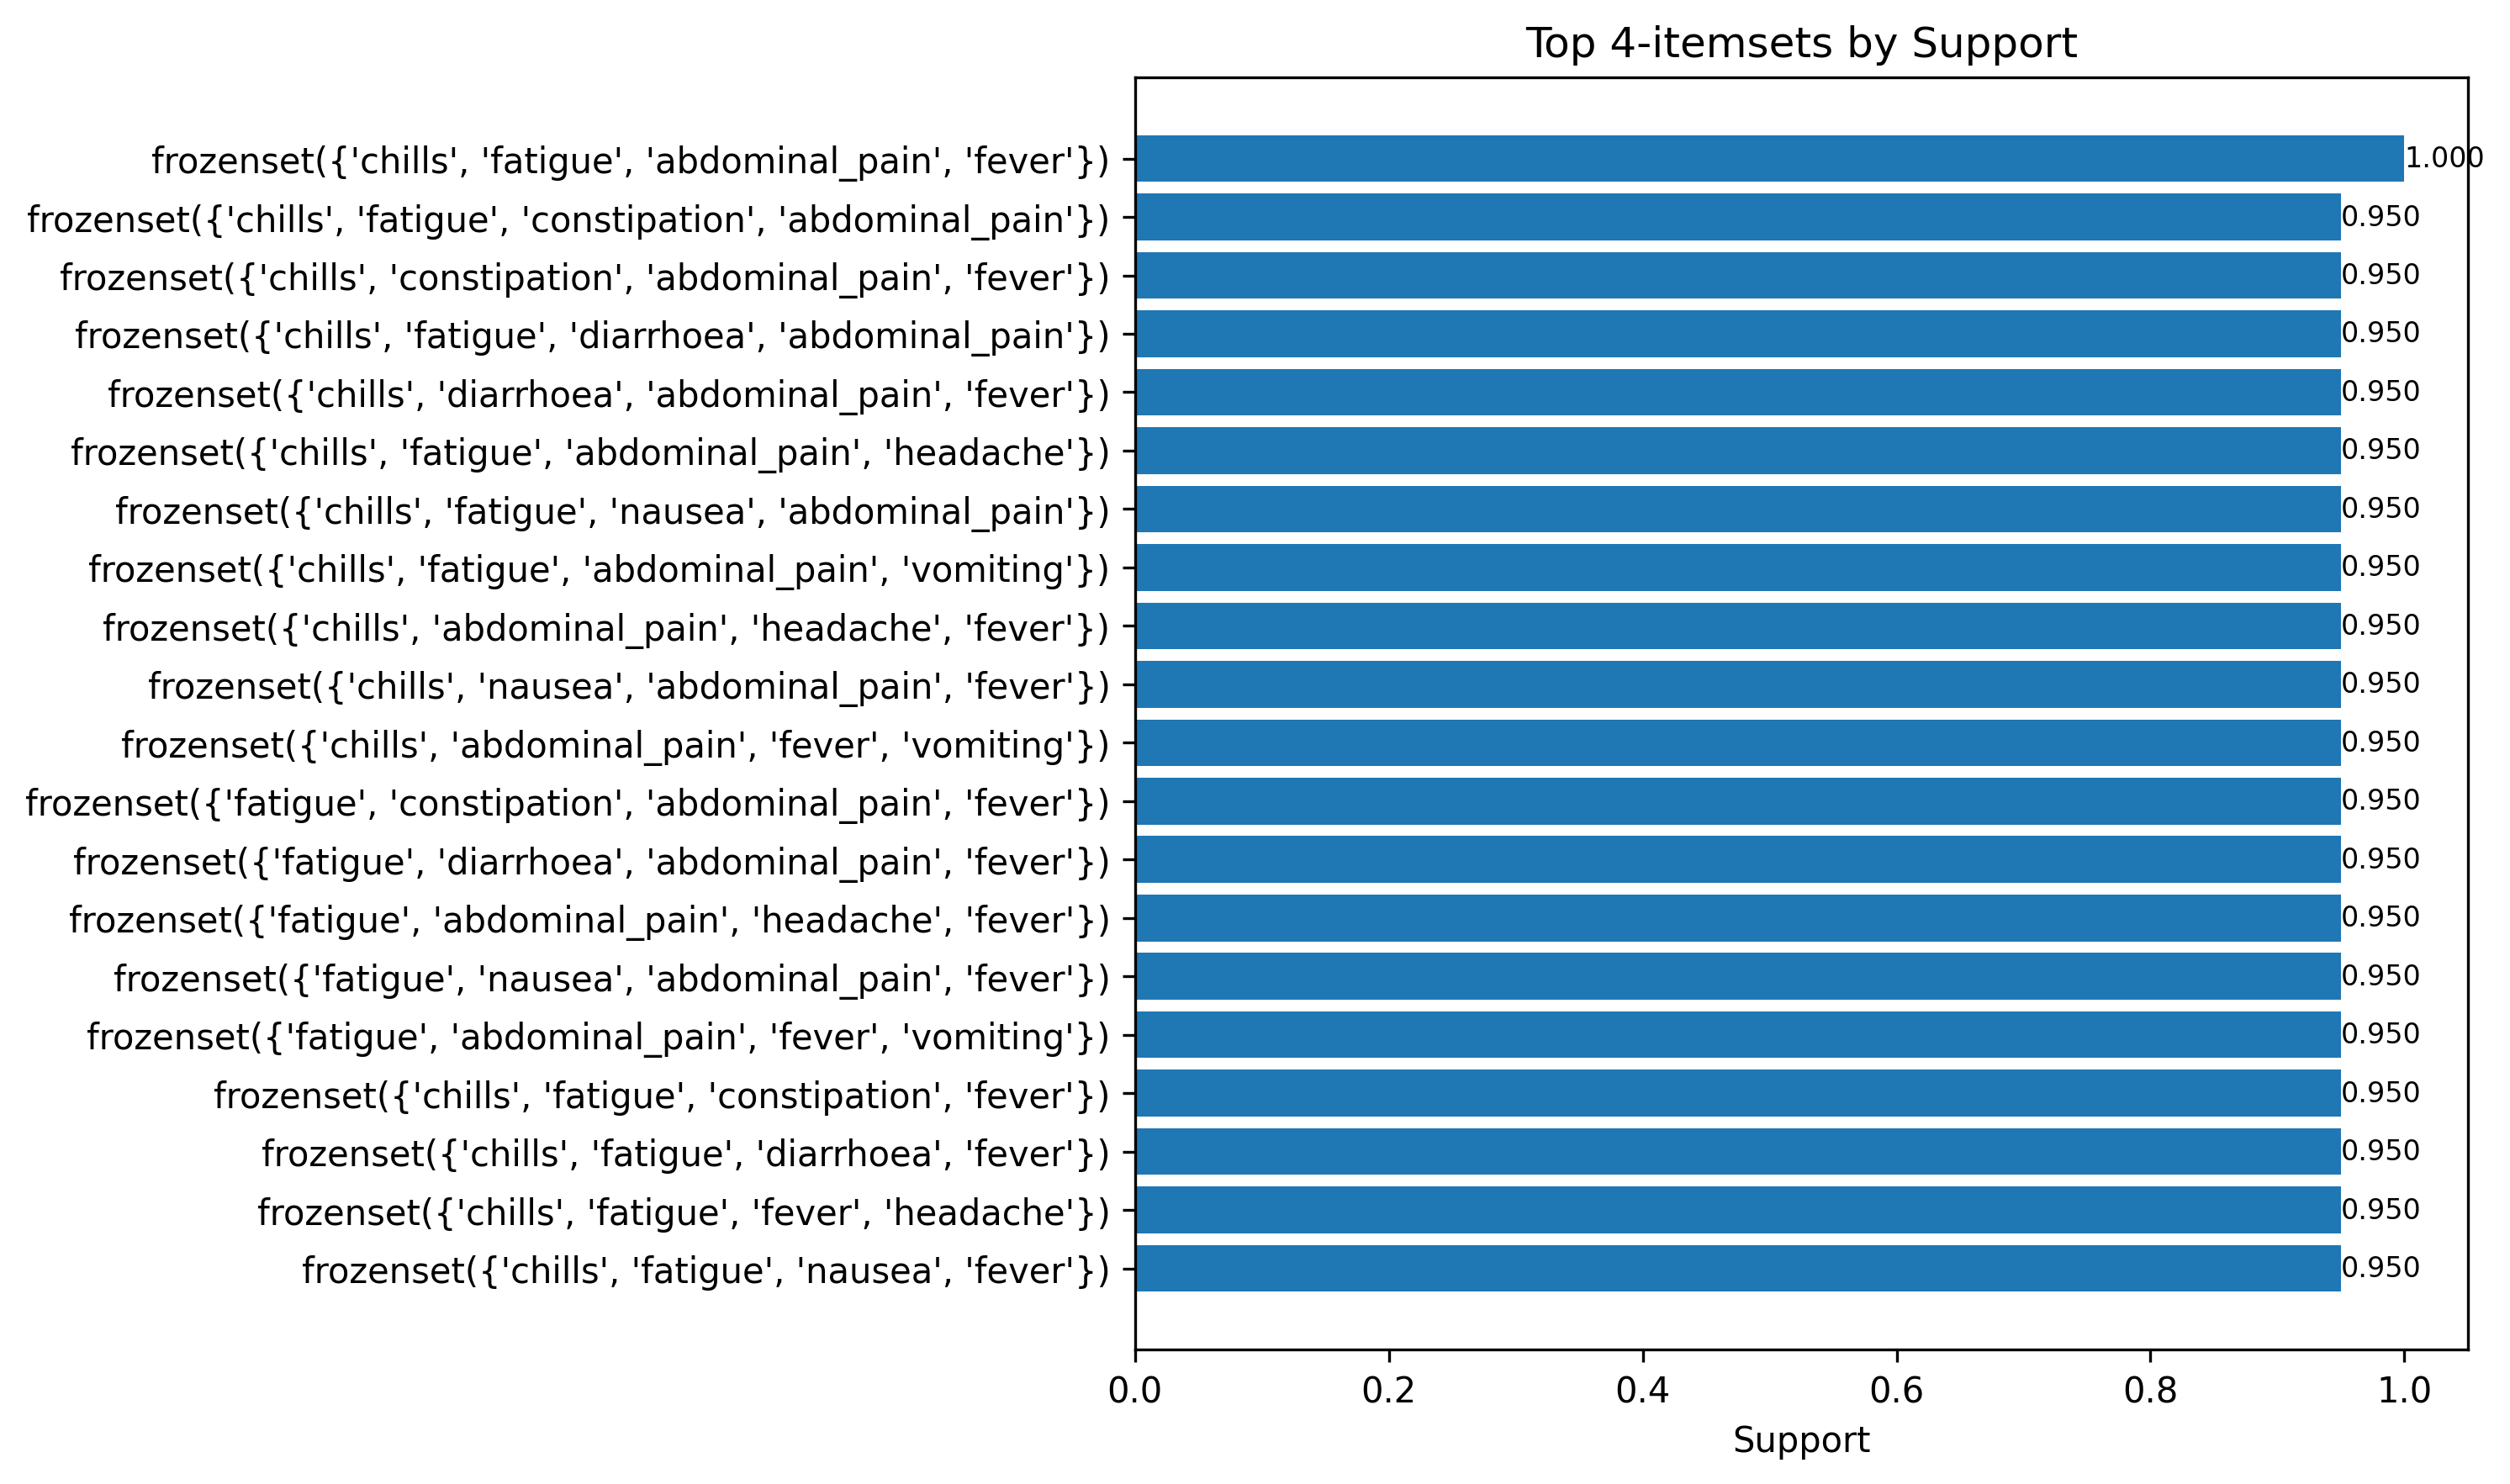 Top 4-itemsets by Support
frozenset({'chills', 'fatigue', 'abdominal_pain', 'fever'}) 1.000
frozenset({'chills', 'fatigue', 'constipation', 'abdominal_pain'}) 0.950
frozenset({'chills', 'constipation', 'abdominal_pain', 'fever'}) 0.950
frozenset({'chills', 'fatigue', 'diarrhoea', 'abdominal_pain'}) 0.950
frozenset({'chills', 'diarrhoea', 'abdominal_pain', 'fever'}) 0.950
frozenset({'chills', 'fatigue', 'abdominal_pain', 'headache'}) 0.950
frozenset({'chills', 'fatigue', 'nausea', 'abdominal_pain'}) 0.950
frozenset({'chills', 'fatigue', 'abdominal_pain', 'vomiting'}) 0.950
frozenset({'chills', 'abdominal_pain', 'headache', 'fever'}) 0.950
frozenset({'chills', 'nausea', 'abdominal_pain', 'fever'}) 0.950
frozenset({'chills', 'abdominal_pain', 'fever', 'vomiting'}) 0.950
frozenset({'fatigue', 'constipation', 'abdominal_pain', 'fever'}) 0.950
frozenset({'fatigue', 'diarrhoea', 'abdominal_pain', 'fever'}) 0.950
frozenset({'fatigue', 'abdominal_pain', 'headache', 'fever'}) 0.950
frozenset({'fatigue', 'nausea', 'abdominal_pain', 'fever'}) 0.950
frozenset({'fatigue', 'abdominal_pain', 'fever', 'vomiting'}) 0.950
frozenset({'chills', 'fatigue', 'constipation', 'fever'}) 0.950
frozenset({'chills', 'fatigue', 'diarrhoea', 'fever'}) 0.950
frozenset({'chills', 'fatigue', 'fever', 'headache'}) 0.950
frozenset({'chills', 'fatigue', 'nausea', 'fever'}) 0.950
0.0 0.2 0.4 0.6 0.8 1.0
Support